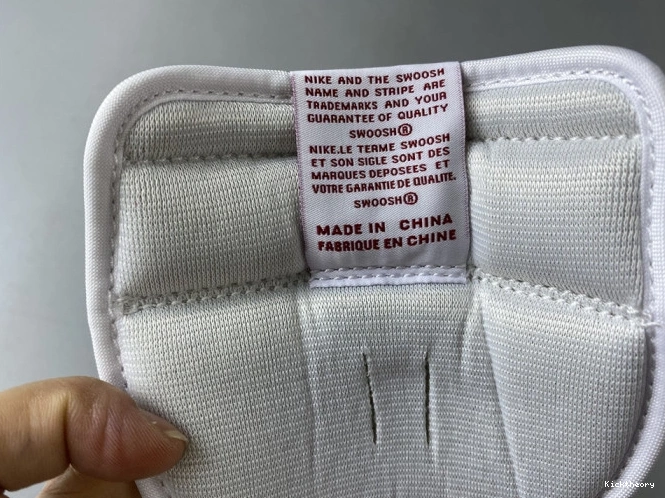 NIKE AND THE SWOOSH
NAME AND STRIPE ARE
TRADEMARKS AND YOUR
GUARANTEE OF QUALITY
SWOOSH®
NIKE.LE TERME SWOOSH
ET SON SIGLE SONT DES
MARQUES DEPOSEES ET
VOTRE GARANTIE DE QUALITE.
SWOOSH®
MADE IN CHINA
FABRIQUE EN CHINE
Kicktheory